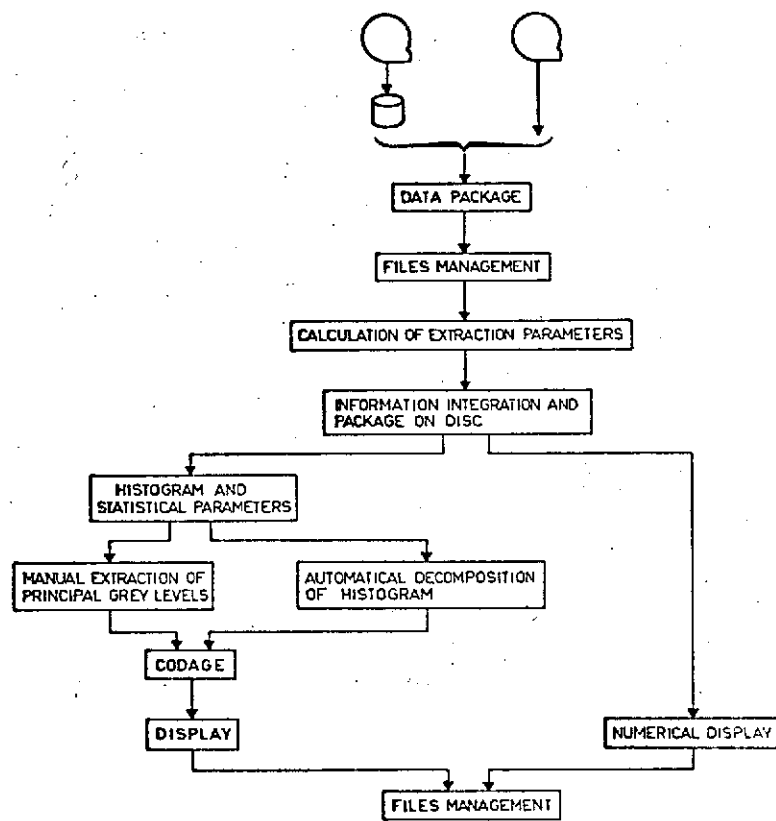 DATA PACKAGE
FILES MANAGEMENT
CALCULATION OF EXTRACTION PARAMETERS
INFORMATION INTEGRATION AND
PACKAGE ON DISC
HISTOGRAM AND
STATISTICAL PARAMETERS
MANUAL EXTRACTION OF
PRINCIPAL GREY LEVELS
AUTOMATICAL DECOMPOSITION
OF HISTOGRAM
CODAGE
DISPLAY
NUMERICAL DISPLAY
FILES MANAGEMENT